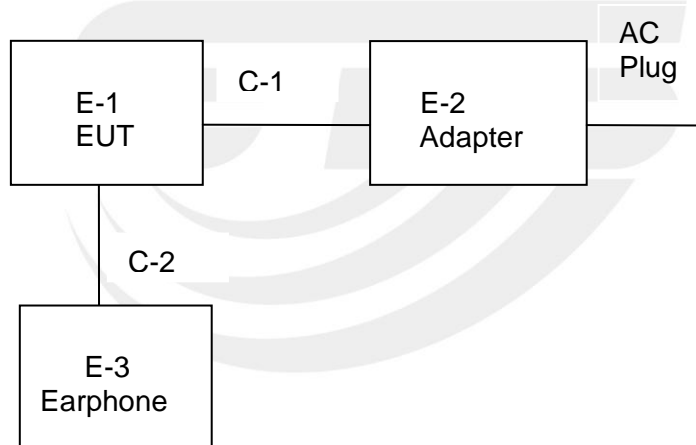 AC
Plug
C-1
E-1
EUT
E-2
Adapter
C-2
E-3
Earphone